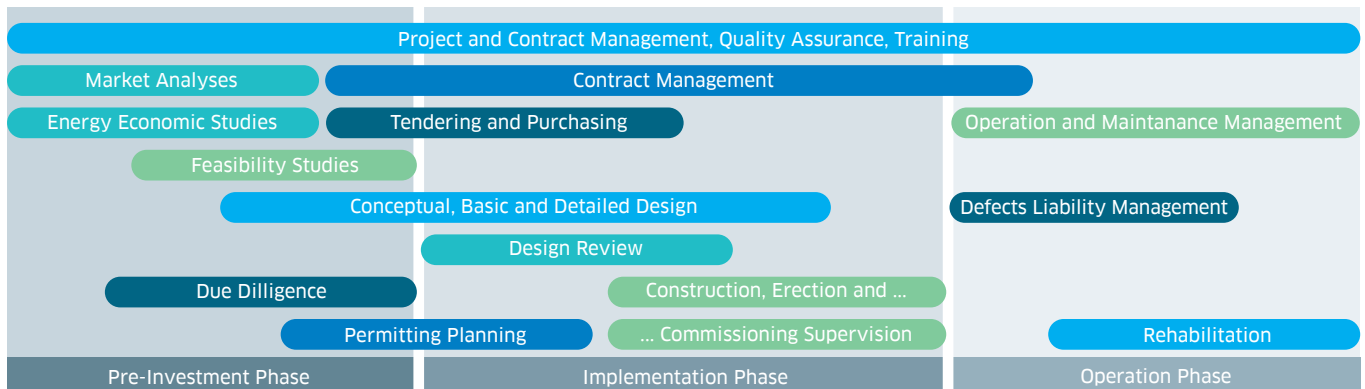 Project and Contract Management, Quality Assurance, Training
Market Analyses
Contract Management
Energy Economic Studies
Tendering and Purchasing
Operation and Maintanance Management
Feasibility Studies
Conceptual, Basic and Detailed Design
Defects Liability Management
Design Review
Due Dilligence
Construction, Erection and ...
Permitting Planning
... Commissioning Supervision
Rehabilitation
Pre-Investment Phase
Implementation Phase
Operation Phase